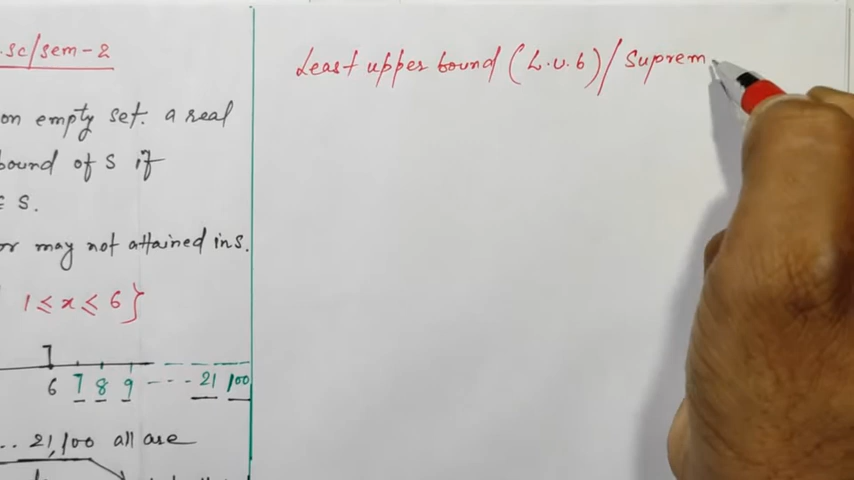 .sc/sem-2
on empty set. a real
bound of S if
∈ S.
or may not attained in s.
1 ≤ x ≤ 6 }
6 7 8 9 --- 21 100
.. 21,100 all are
Least upper bound (L.u.b) / Suprem